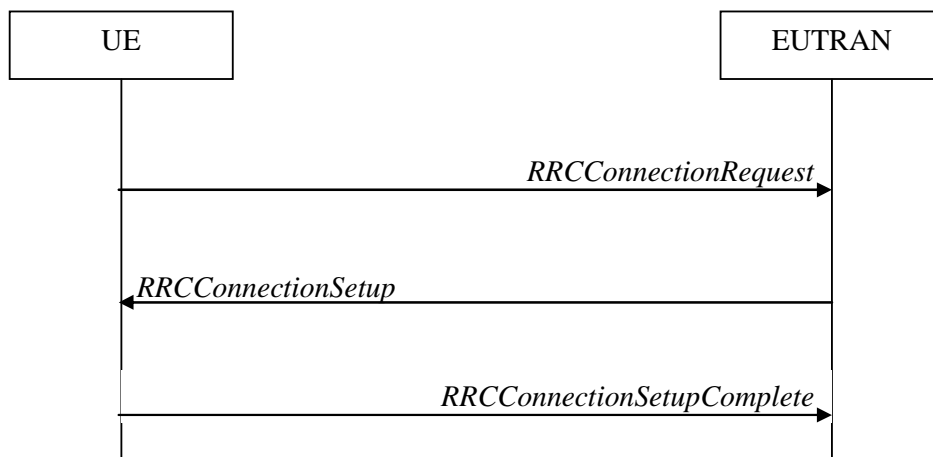 UE
EUTRAN
RRCConnectionRequest
RRCConnectionSetup
RRCConnectionSetupComplete